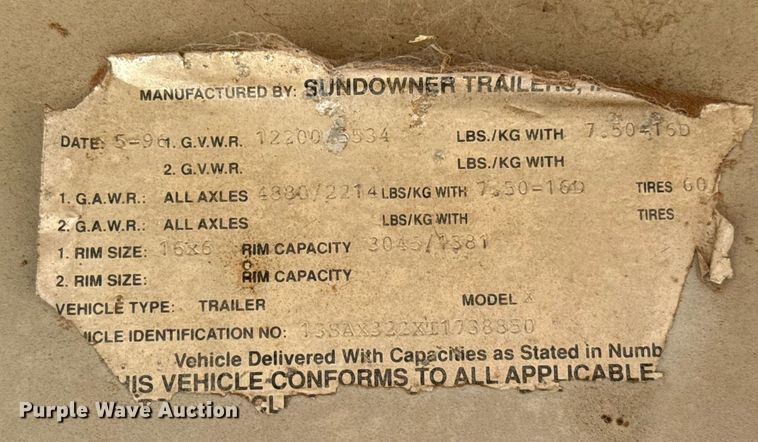 MANUFACTURED BY: SUNDOWNER TRAILERS,
DATE: 5-96 1. G.V.W.R. 12200/5534 LBS./KG WITH 7.50-16D
2. G.V.W.R. LBS./KG WITH
1. G.A.W.R.: ALL AXLES 4880/2214 LBS/KG WITH 7.50-16D TIRES 60
2. G.A.W.R: ALL AXLES LBS/KG WITH TIRES
1. RIM SIZE: 16X6 RIM CAPACITY 3045/1381
2. RIM SIZE: RIM CAPACITY
VEHICLE TYPE: TRAILER MODEL X
ICLE IDENTIFICATION NO:
Vehicle Delivered With Capacities as Stated in Numb
HIS VEHICLE CONFORMS TO ALL APPLICABLE
Purple Wave Auction